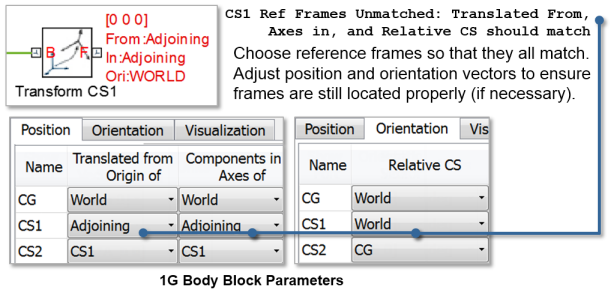 [0 0 0]
From:Adjoining
In:Adjoining
Ori:WORLD
B F
Transform CS1
CS1 Ref Frames Unmatched: Translated From,
Axes in, and Relative CS should match
Choose reference frames so that they all match.
Adjust position and orientation vectors to ensure
frames are still located properly (if necessary).
Position Orientation Visualization
Name Translated from Origin of Components in Axes of
CG World World
CS1 Adjoining Adjoining
CS2 CS1 CS1
Position Orientation Vis
Name Relative CS
CG World
CS1 World
CS2 CG
1G Body Block Parameters